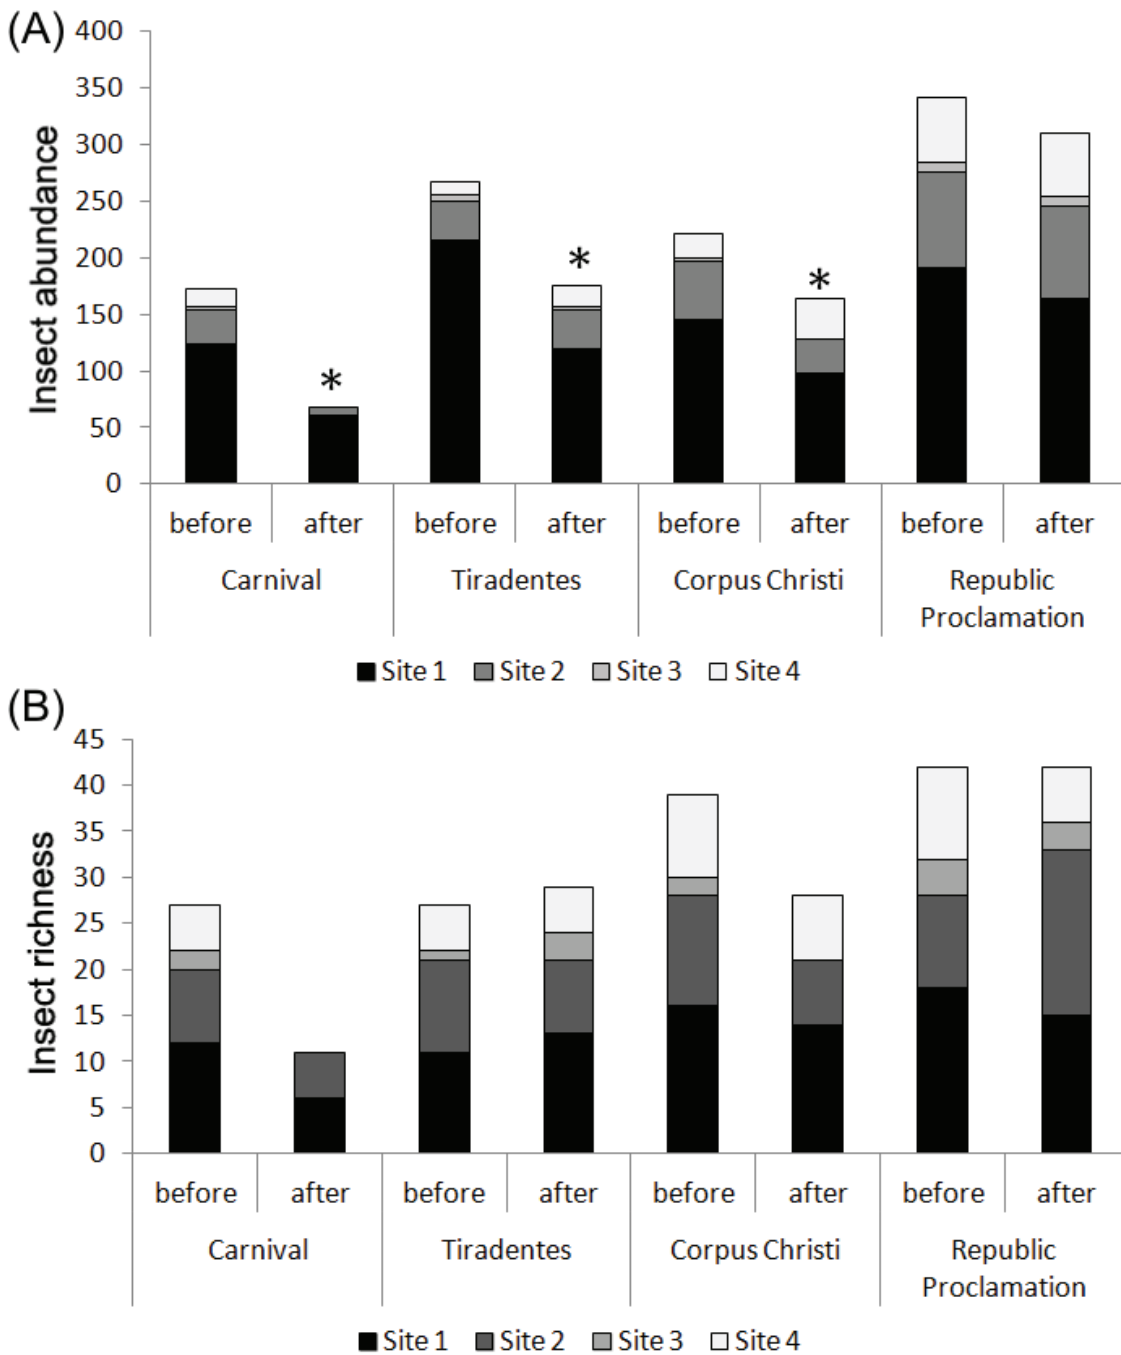 (A)
Insect abundance
400
350
300
250
200
150
100
50
0
*
*
*
before after before after before after before after
Carnival Tiradentes Corpus Christi Republic
Proclamation
Site 1 Site 2 Site 3 Site 4
(B)
Insect richness
45
40
35
30
25
20
15
10
5
0
before after before after before after before after
Carnival Tiradentes Corpus Christi Republic
Proclamation
Site 1 Site 2 Site 3 Site 4